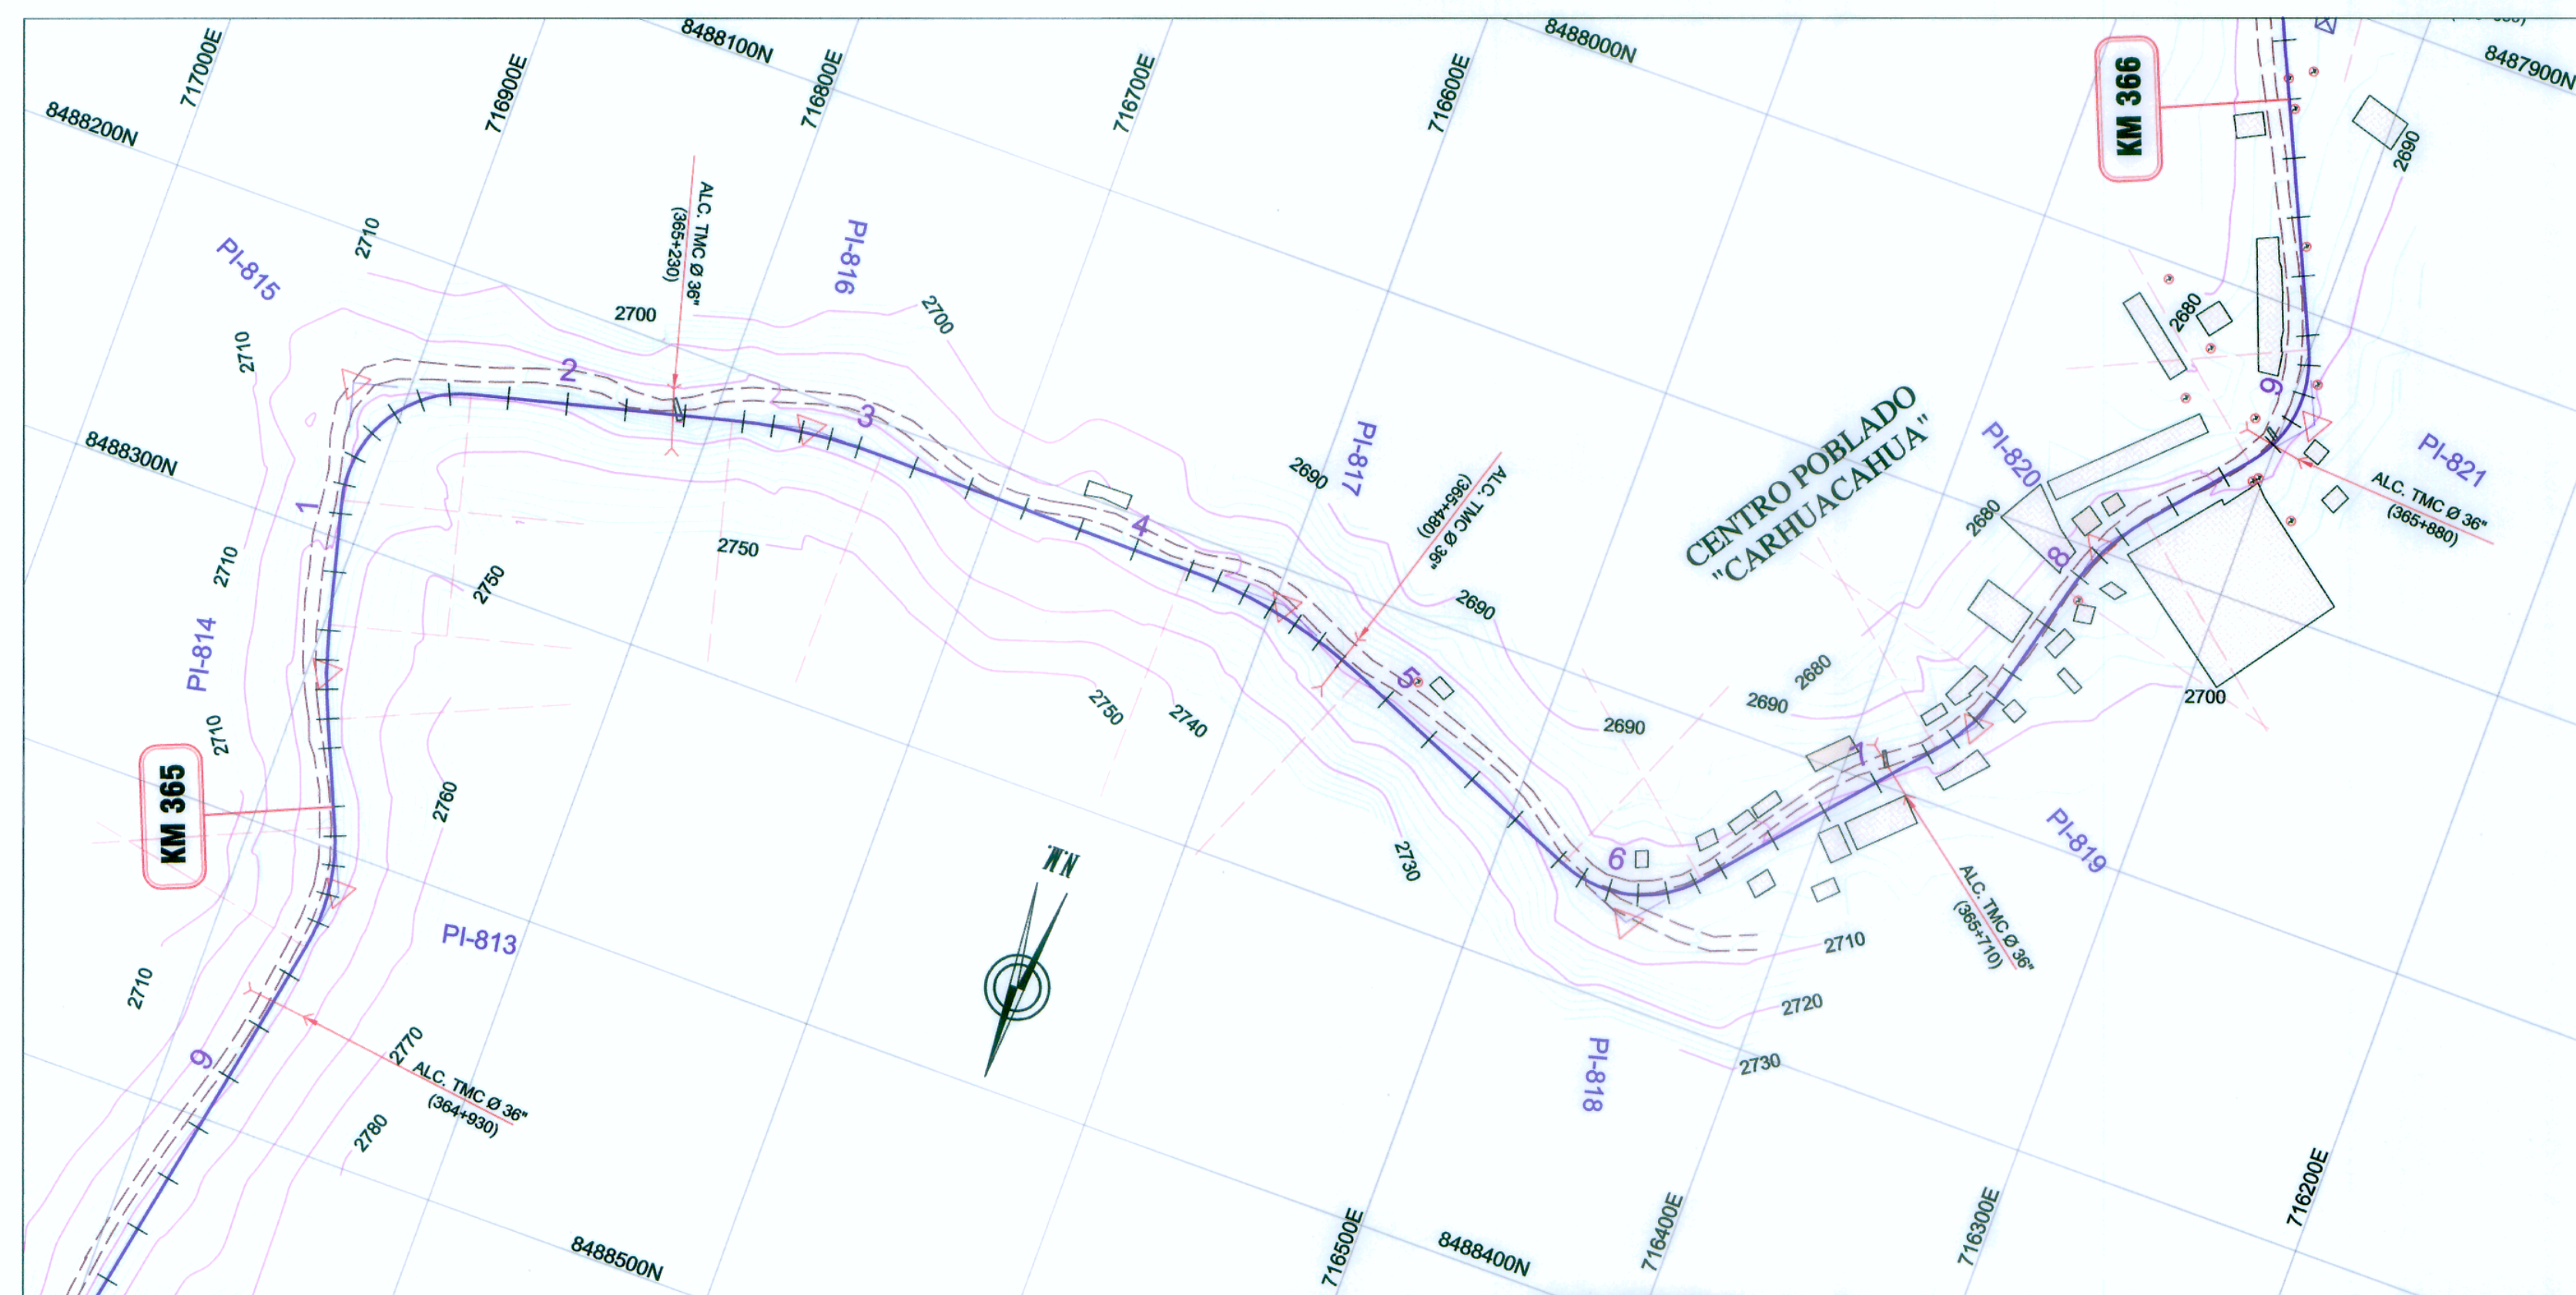 8488100N
8488000N
8487900N
717000E
716900E
716800E
716700E
716600E
8488200N
KM 366
2690
ALC. TMC Ø 36"
(365+230)
PI-815
2710
PI-816
2700
2700
2680
2710
2
3
9
8488300N
PI-817
2690
ALC. TMC Ø 36"
(365+480)
CENTRO POBLADO
"CARHUACAHUA"
PI-820
PI-821
ALC. TMC Ø 36"
(365+880)
1
2710
2750
2750
4
2680
8
2690
PI-814
2710
5
2750
2740
2690
2690
2680
2700
KM 365
2760
7
N.M.
2730
6
PI-819
ALC. TMC Ø 36"
(365+710)
PI-813
2710
2710
2720
2730
9
2770
ALC. TMC Ø 36"
(364+930)
2780
PI-818
8488500N
716500E
8488400N
716400E
716300E
716200E